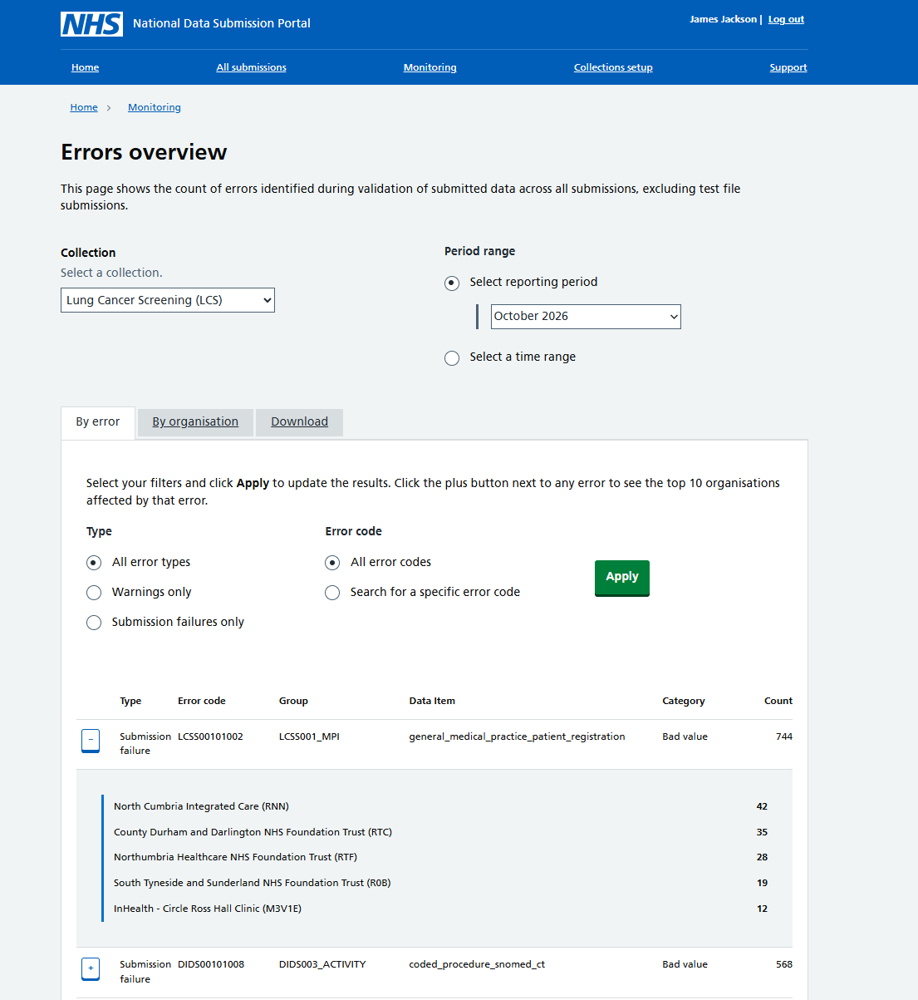 NHS National Data Submission Portal
James Jackson | Log out
Home All submissions Monitoring Collections setup Support
Home > Monitoring
Errors overview
This page shows the count of errors identified during validation of submitted data across all submissions, excluding test file
submissions.
Collection
Select a collection.
Lung Cancer Screening (LCS)
Period range
Select reporting period
October 2026
Select a time range
By error By organisation Download
Select your filters and click Apply to update the results. Click the plus button next to any error to see the top 10 organisations
affected by that error.
Type
All error types
Warnings only
Submission failures only
Error code
All error codes
Search for a specific error code
Apply
Type Error code Group Data Item Category Count
− Submission failure LCSS00101002 LCSS001_MPI general_medical_practice_patient_registration Bad value 744
North Cumbria Integrated Care (RNN) 42
County Durham and Darlington NHS Foundation Trust (RTC) 35
Northumbria Healthcare NHS Foundation Trust (RTF) 28
South Tyneside and Sunderland NHS Foundation Trust (R0B) 19
InHealth - Circle Ross Hall Clinic (M3V1E) 12
+ Submission failure DIDS00101008 DIDS003_ACTIVITY coded_procedure_snomed_ct Bad value 568